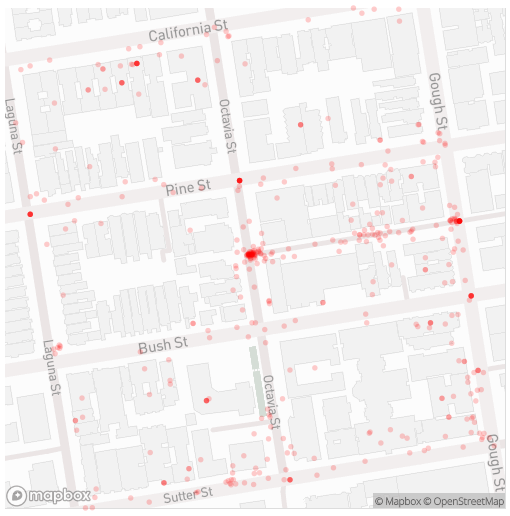 California St
Gough St
Laguna St
Octavia St
Pine St
Bush St
Laguna St
Octavia St
Gough St
Sutter St
mapbox
© Mapbox © OpenStreetMap